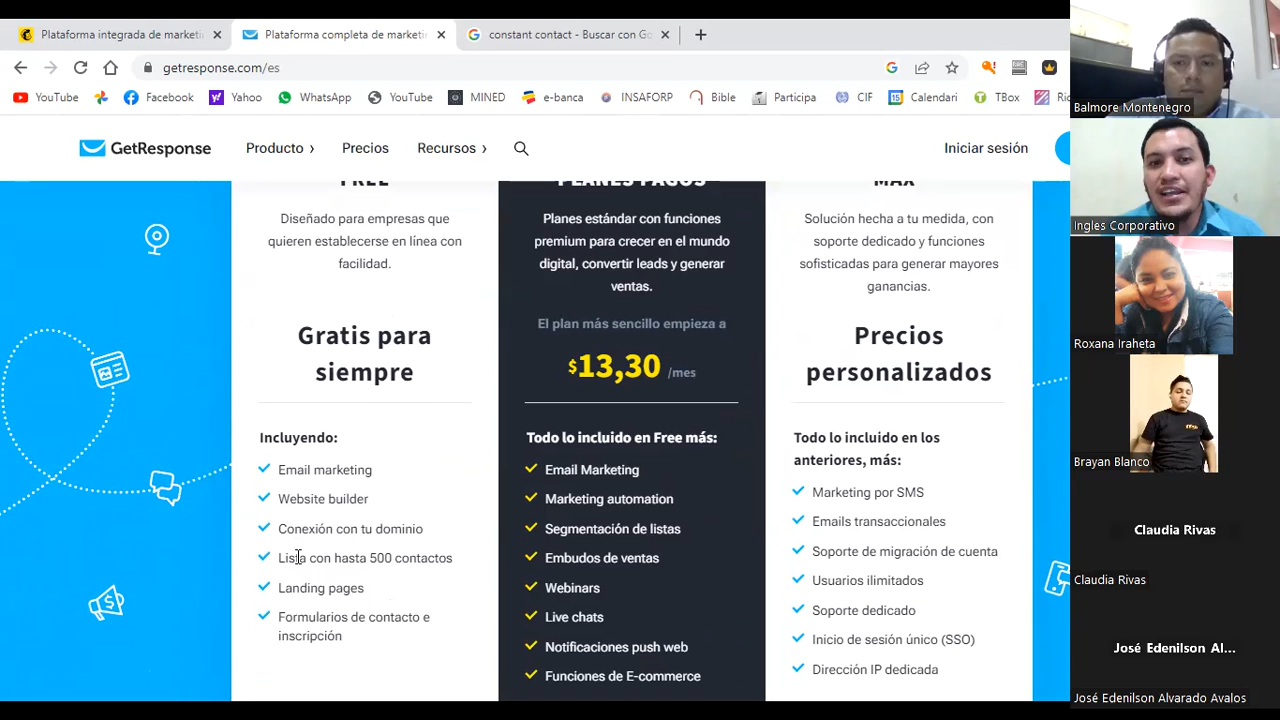 Plataforma integrada de marketi
Plataforma completa de marketi
constant contact - Buscar con Go
getresponse.com/es
YouTube
Facebook
Yahoo
WhatsApp
YouTube
MINED
e-banca
INSAFORP
Bible
Participa
CIF
Calendari
TBox
GetResponse
Producto
Precios
Recursos
Iniciar sesión
FREE
Diseñado para empresas que
quieren establecerse en línea con
facilidad.
Gratis para
siempre
Incluyendo:
Email marketing
Website builder
Conexión con tu dominio
Lista con hasta 500 contactos
Landing pages
Formularios de contacto e
inscripción
PLANES PAGOS
Planes estándar con funciones
premium para crecer en el mundo
digital, convertir leads y generar
ventas.
El plan más sencillo empieza a
$13,30 /mes
Todo lo incluido en Free más:
Email Marketing
Marketing automation
Segmentación de listas
Embudos de ventas
Webinars
Live chats
Notificaciones push web
Funciones de E-commerce
MAX
Solución hecha a tu medida, con
soporte dedicado y funciones
sofisticadas para generar mayores
ganancias.
Precios
personalizados
Todo lo incluido en los
anteriores, más:
Marketing por SMS
Emails transaccionales
Soporte de migración de cuenta
Usuarios ilimitados
Soporte dedicado
Inicio de sesión único (SSO)
Dirección IP dedicada
Balmore Montenegro
Ingles Corporativo
Roxana Iraheta
Brayan Blanco
Claudia Rivas
Claudia Rivas
José Edenilson Al...
José Edenilson Alvarado Avalos